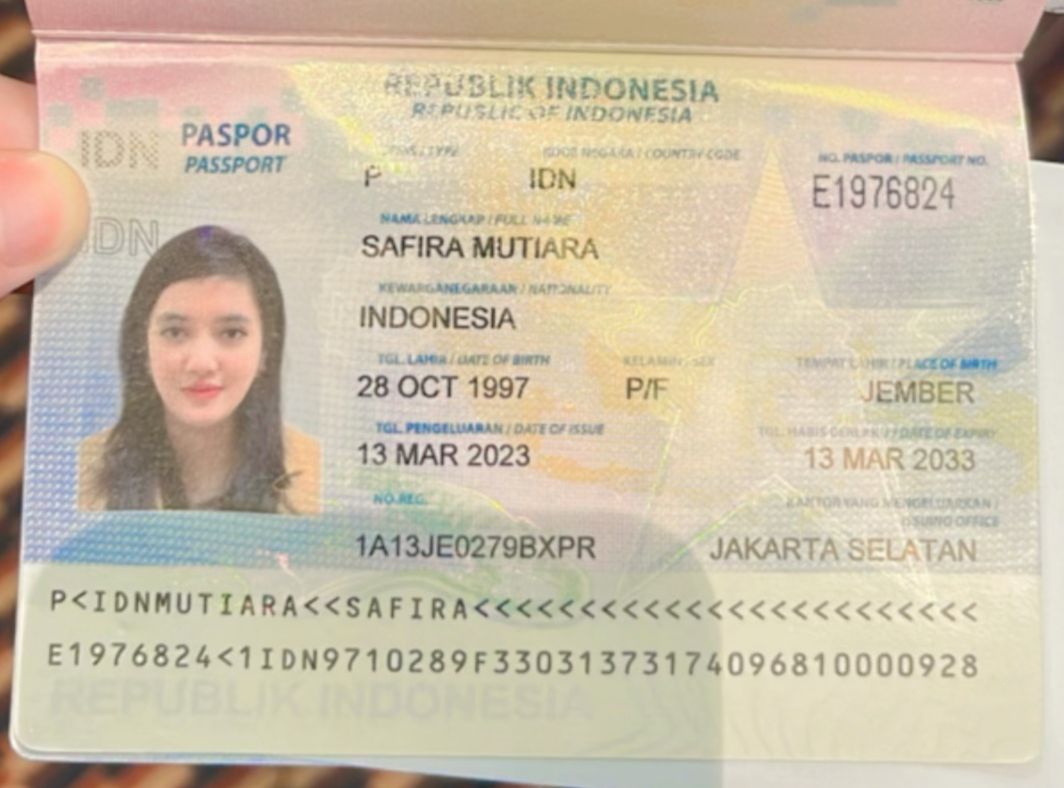 REPUBLIK INDONESIA
REPUBLIC OF INDONESIA
IDN PASPOR
PASSPORT
JENIS / TYPE KODE NEGARA / COUNTRY CODE NO. PASPOR / PASSPORT NO.
P IDN E1976824
IDN
NAMA LENGKAP / FULL NAME
SAFIRA MUTIARA
KEWARGANEGARAAN / NATIONALITY
INDONESIA
TGL. LAHIR / DATE OF BIRTH KELAMIN / SEX TEMPAT LAHIR / PLACE OF BIRTH
28 OCT 1997 P/F JEMBER
TGL. PENGELUARAN / DATE OF ISSUE TGL. HABIS BERLAKU / DATE OF EXPIRY
13 MAR 2023 13 MAR 2033
NO. REG. KANTOR YANG MENGELUARKAN /
ISSUING OFFICE
1A13JE0279BXPR JAKARTA SELATAN
P<IDNMUTIARA<<SAFIRA<<<<<<<<<<<<<<<<<<<<<<<<
E1976824<1IDN9710289F33031373174096810000928
REPUBLIK INDONESIA